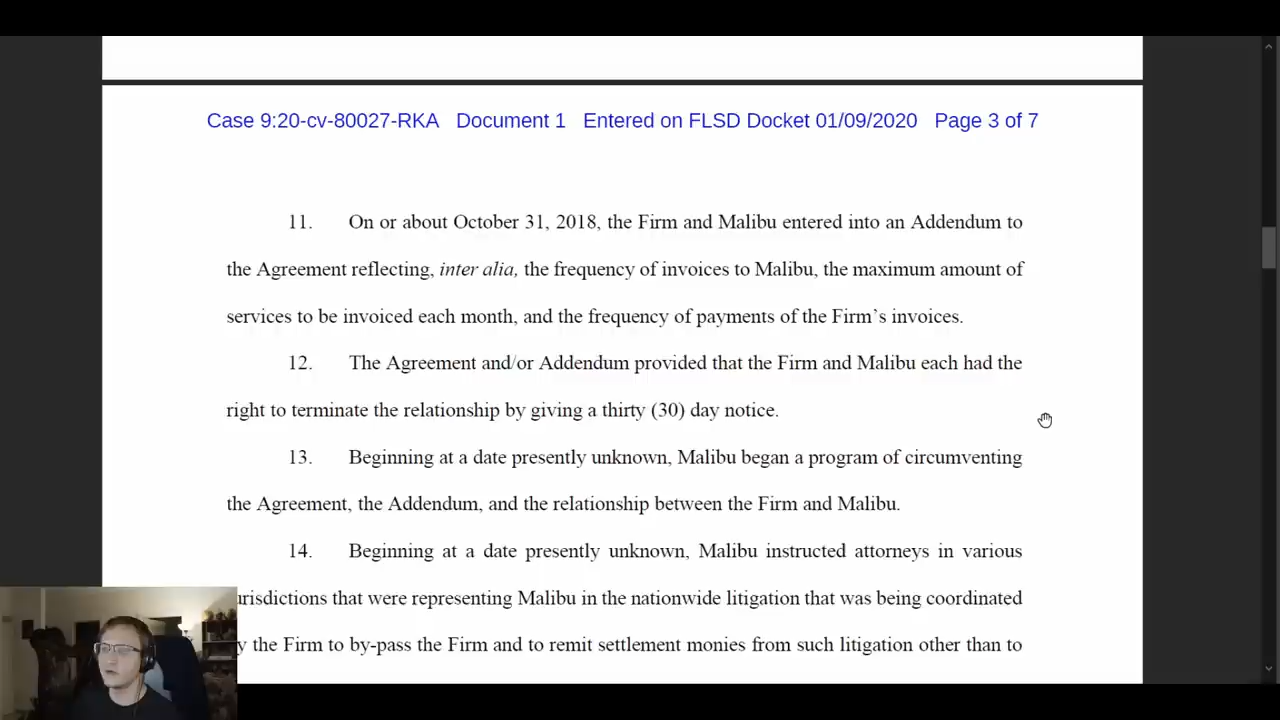 Case 9:20-cv-80027-RKA Document 1 Entered on FLSD Docket 01/09/2020 Page 3 of 7
11. On or about October 31, 2018, the Firm and Malibu entered into an Addendum to
the Agreement reflecting, inter alia, the frequency of invoices to Malibu, the maximum amount of
services to be invoiced each month, and the frequency of payments of the Firm's invoices.
12. The Agreement and/or Addendum provided that the Firm and Malibu each had the
right to terminate the relationship by giving a thirty (30) day notice.
13. Beginning at a date presently unknown, Malibu began a program of circumventing
the Agreement, the Addendum, and the relationship between the Firm and Malibu.
14. Beginning at a date presently unknown, Malibu instructed attorneys in various
urisdictions that were representing Malibu in the nationwide litigation that was being coordinated
y the Firm to by-pass the Firm and to remit settlement monies from such litigation other than to